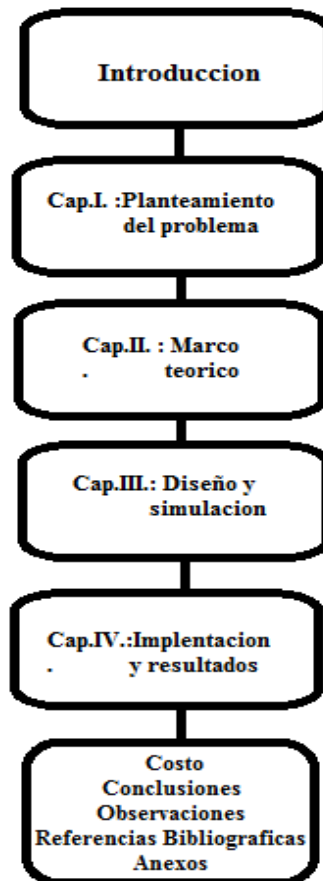 Introduccion
Cap.I. :Planteamiento
del problema
Cap.II. : Marco
. teorico
Cap.III.: Diseño y
simulacion
Cap.IV.:Implentacion
. y resultados
Costo
Conclusiones
Observaciones
Referencias Bibliograficas
Anexos